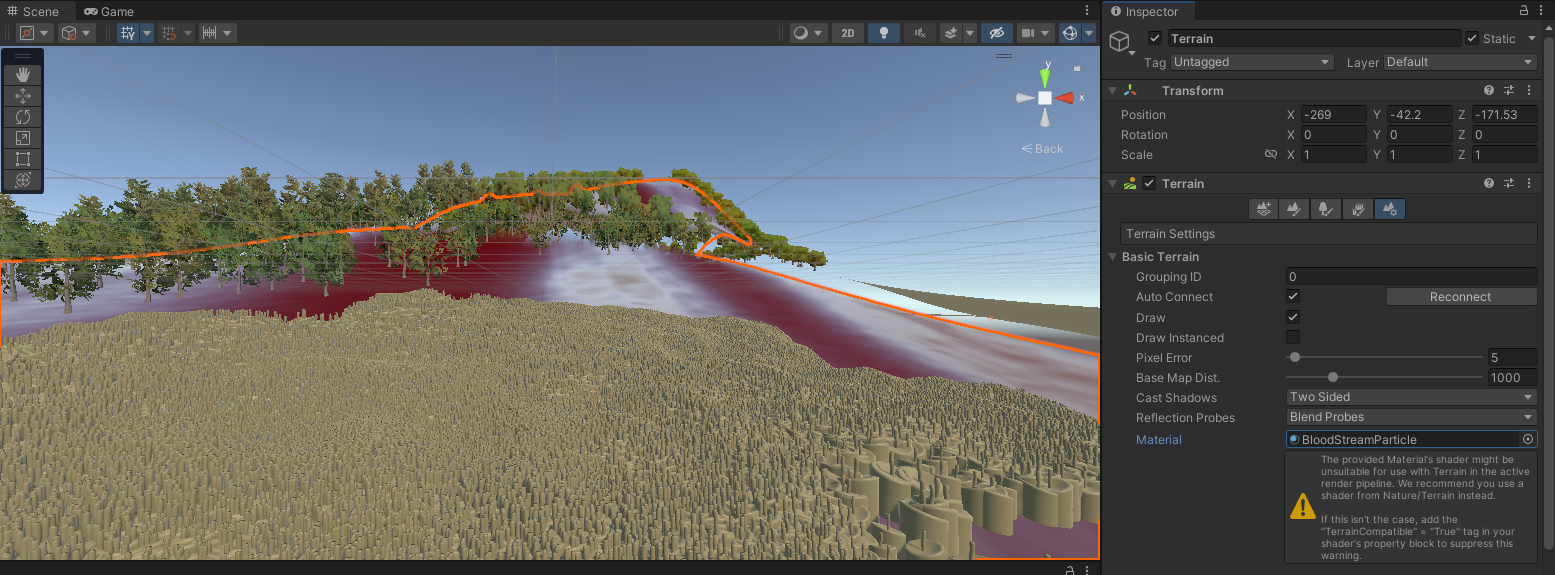 Scene
Game
2D
y
x
Back
Inspector
Terrain
Static
Tag Untagged Layer Default
Transform
Position X -269 Y -42.2 Z -171.53
Rotation X 0 Y 0 Z 0
Scale X 1 Y 1 Z 1
Terrain
Terrain Settings
Basic Terrain
Grouping ID 0
Auto Connect Reconnect
Draw
Draw Instanced
Pixel Error 5
Base Map Dist. 1000
Cast Shadows Two Sided
Reflection Probes Blend Probes
Material BloodStreamParticle
The provided Material's shader might be
unsuitable for use with Terrain in the active
render pipeline. We recommend you use a
shader from Nature/Terrain instead.
If this isn't the case, add the
"TerrainCompatible" = "True" tag in your
shader's property block to suppress this
warning.